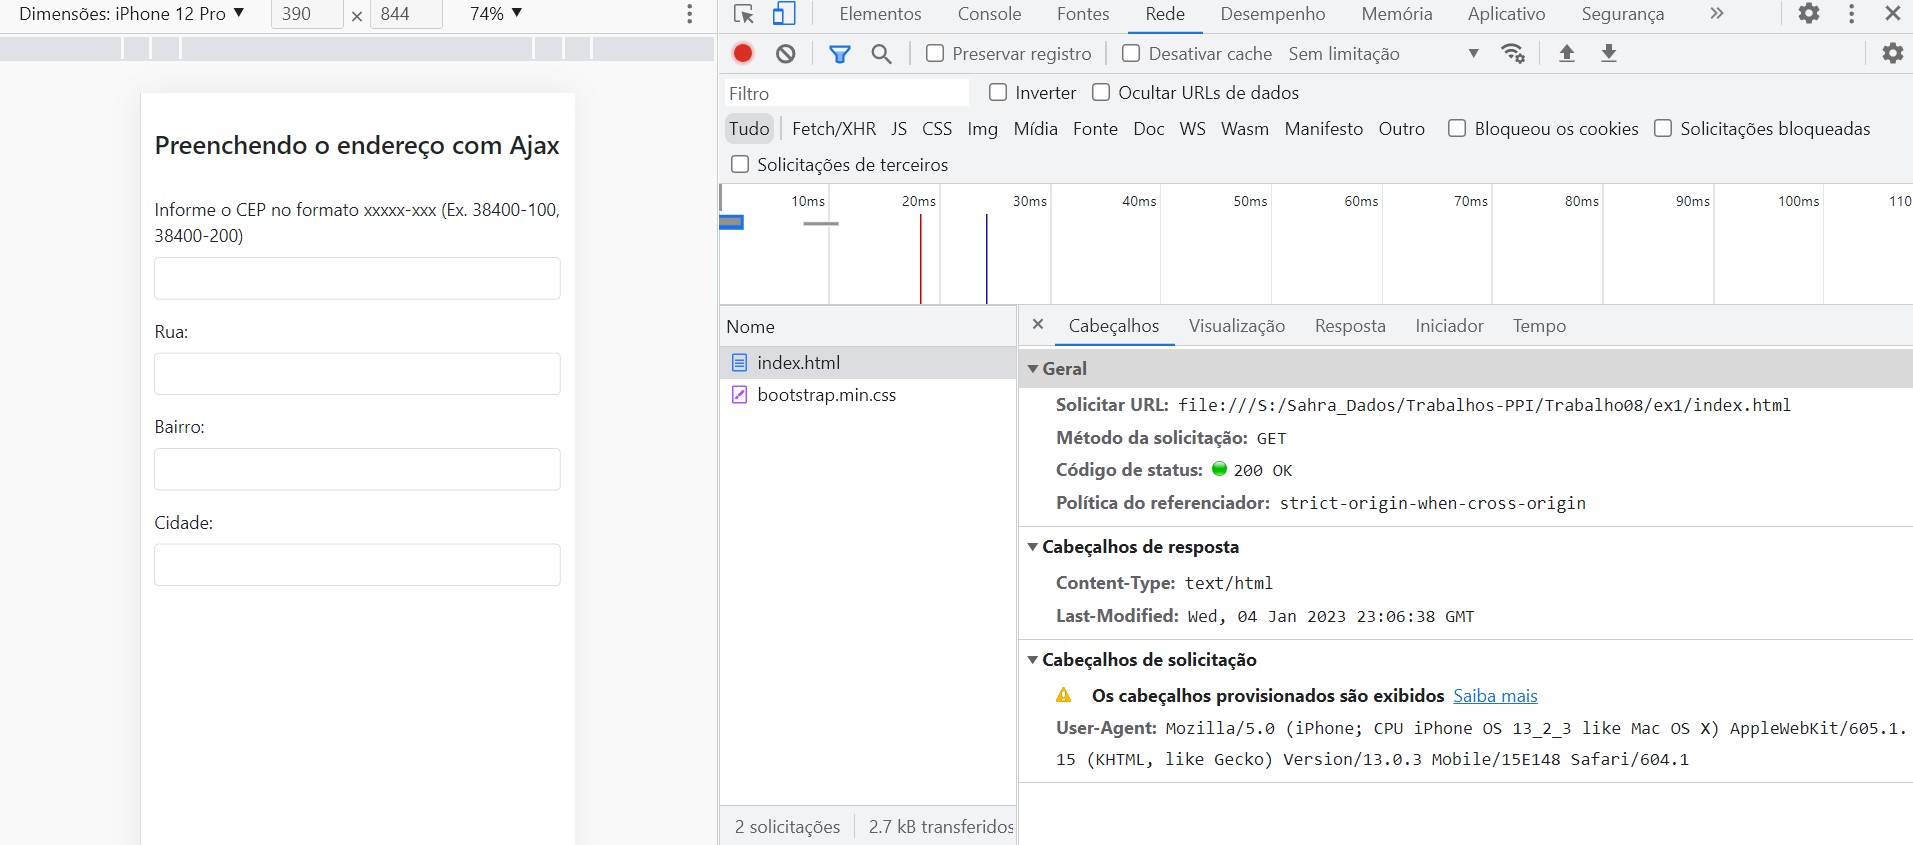 Dimensões: iPhone 12 Pro ▼ 390 × 844 74% ▼
Preenchendo o endereço com Ajax
Informe o CEP no formato xxxxx-xxx (Ex. 38400-100,
38400-200)
Rua:
Bairro:
Cidade:
Elementos Console Fontes Rede Desempenho Memória Aplicativo Segurança »
Preservar registro Desativar cache Sem limitação ▼
Filtro Inverter Ocultar URLs de dados
Tudo Fetch/XHR JS CSS Img Mídia Fonte Doc WS Wasm Manifesto Outro Bloqueou os cookies Solicitações bloqueadas
Solicitações de terceiros
10ms 20ms 30ms 40ms 50ms 60ms 70ms 80ms 90ms 100ms 110
Nome
index.html
bootstrap.min.css
2 solicitações 2.7 kB transferidos
× Cabeçalhos Visualização Resposta Iniciador Tempo
▼ Geral
Solicitar URL: file:///S:/Sahra_Dados/Trabalhos-PPI/Trabalho08/ex1/index.html
Método da solicitação: GET
Código de status: 200 OK
Política do referenciador: strict-origin-when-cross-origin
▼ Cabeçalhos de resposta
Content-Type: text/html
Last-Modified: Wed, 04 Jan 2023 23:06:38 GMT
▼ Cabeçalhos de solicitação
Os cabeçalhos provisionados são exibidos Saiba mais
User-Agent: Mozilla/5.0 (iPhone; CPU iPhone OS 13_2_3 like Mac OS X) AppleWebKit/605.1.
15 (KHTML, like Gecko) Version/13.0.3 Mobile/15E148 Safari/604.1